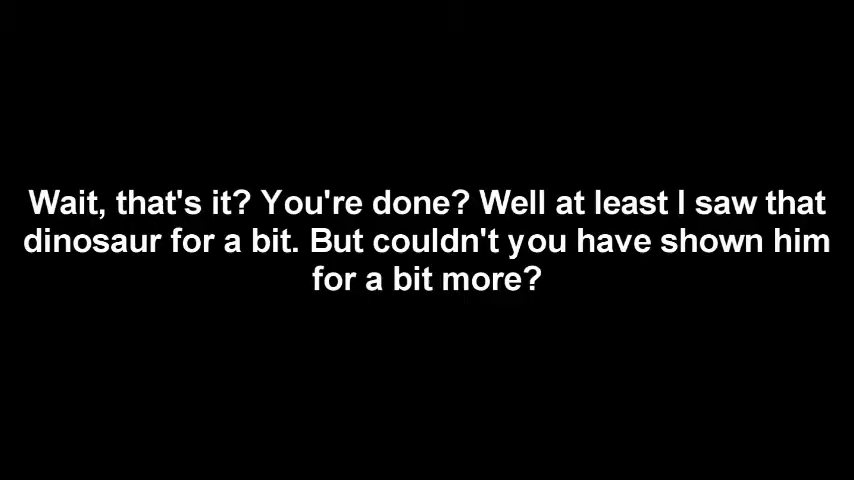 Wait, that's it? You're done? Well at least I saw that
dinosaur for a bit. But couldn't you have shown him
for a bit more?